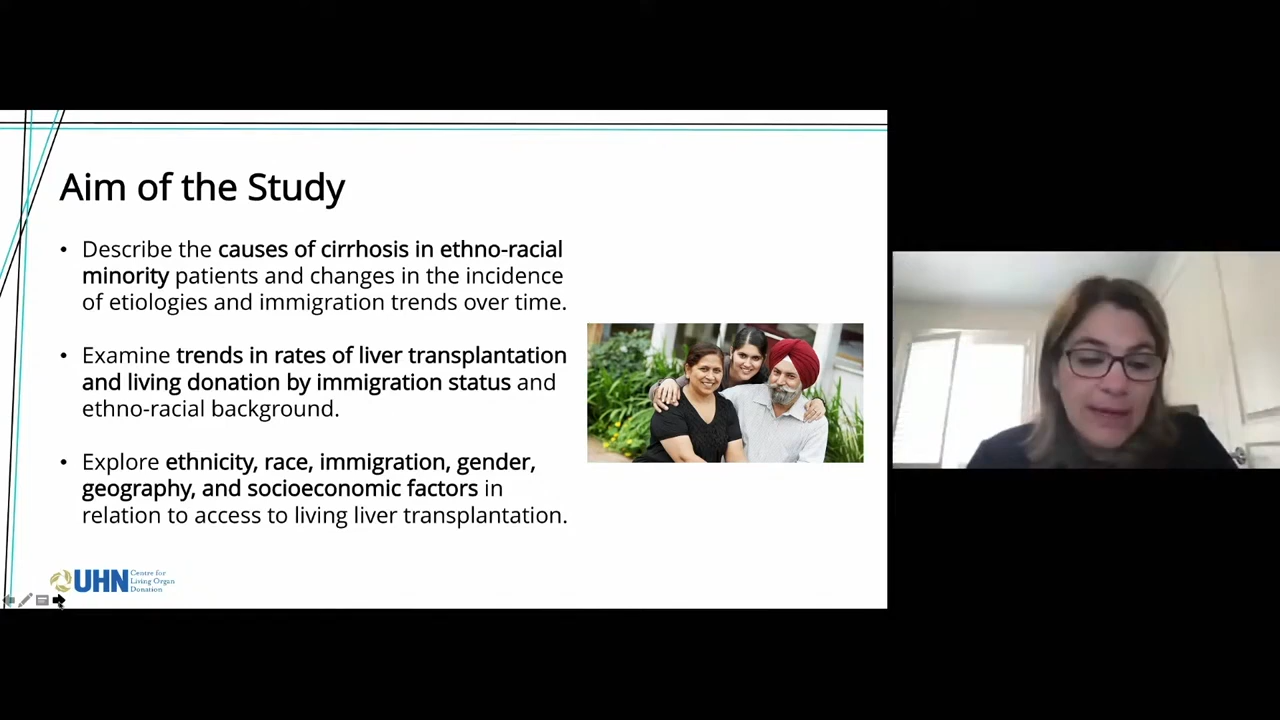 Aim of the Study
• Describe the causes of cirrhosis in ethno-racial
minority patients and changes in the incidence
of etiologies and immigration trends over time.
• Examine trends in rates of liver transplantation
and living donation by immigration status and
ethno-racial background.
• Explore ethnicity, race, immigration, gender,
geography, and socioeconomic factors in
relation to access to living liver transplantation.
UHN
Centre for
Living Organ
Donation